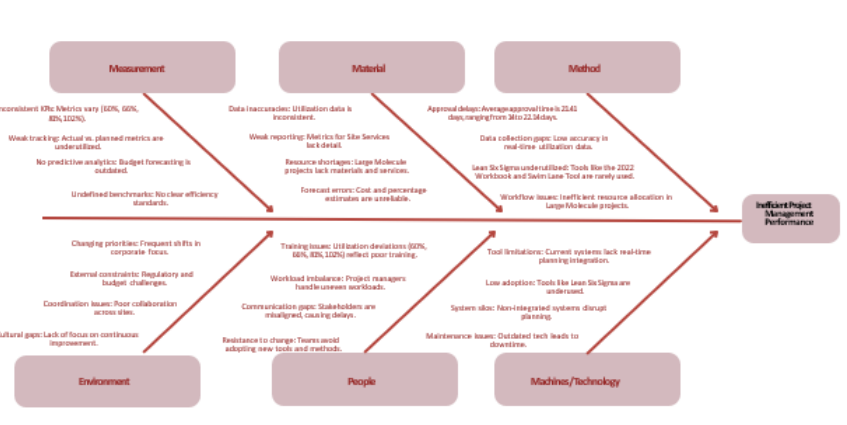 Measurement
Material
Method
nconsistent KPIs: Metrics vary (60%, 66%,
81%, 102%).
Weak tracking: Actual vs. planned metrics are
underutilized.
No predictive analytics: Budget forecasting is
outdated.
Undefined benchmarks: No clear efficiency
standards.
Data inaccuracies: Utilization data is
inconsistent.
Weak reporting: Metrics for Site Services
lack detail.
Resource shortages: Large Molecule
projects lack materials and services.
Forecast errors: Cost and percentage
estimates are unreliable.
Approval delays: Average approval time is
days, ranging from to 22.14 days.
Data collection gaps: Low accuracy in
real-time utilization data.
Lean Six Sigma underutilized: Tools like the 2022
Workbook and Swim Lane Tool are rarely used.
Workflow issues: Inefficient resource allocation in
Large Molecule projects.
Inefficient Project
Management
Performance
Changing priorities: Frequent shifts in
corporate focus.
External constraints: Regulatory and
budget challenges.
Coordination issues: Poor collaboration
across sites.
ultural gaps: Lack of focus on continuous
improvement.
Training issues: Utilization deviations (60%,
66%, 81%, 102%) reflect poor training.
Workload imbalance: Project managers
handle uneven workloads.
Communication gaps: Stakeholders are
misaligned, causing delays.
Resistance to change: Teams avoid
adopting new tools and methods.
Tool limitations: Current systems lack real-time
planning integration.
Low adoption: Tools like Lean Six Sigma are
underused.
System silos: Non-integrated systems disrupt
planning.
Maintenance issues: Outdated tech leads to
downtime.
Environment
People
Machines/Technology